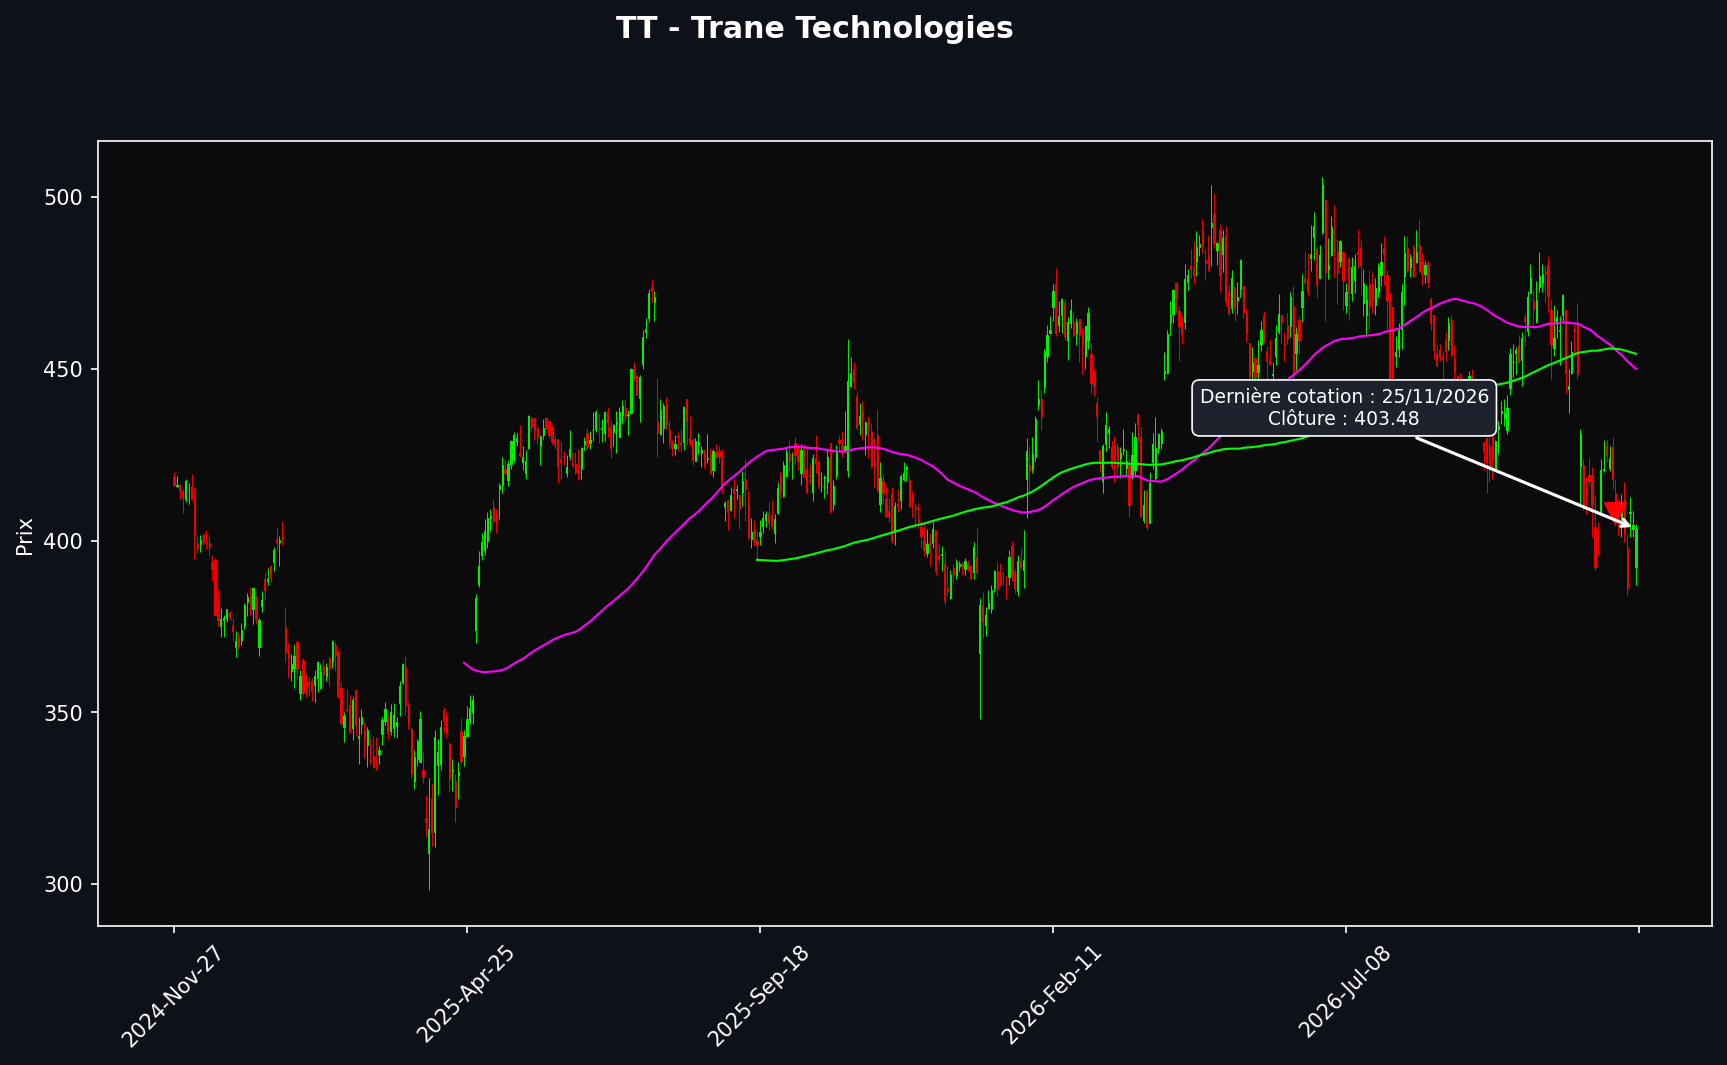 TT - Trane Technologies
Prix
500
450
400
350
300
Dernière cotation : 25/11/2026
Clôture : 403.48
2024-Nov-27
2025-Apr-25
2025-Sep-18
2026-Feb-11
2026-Jul-08